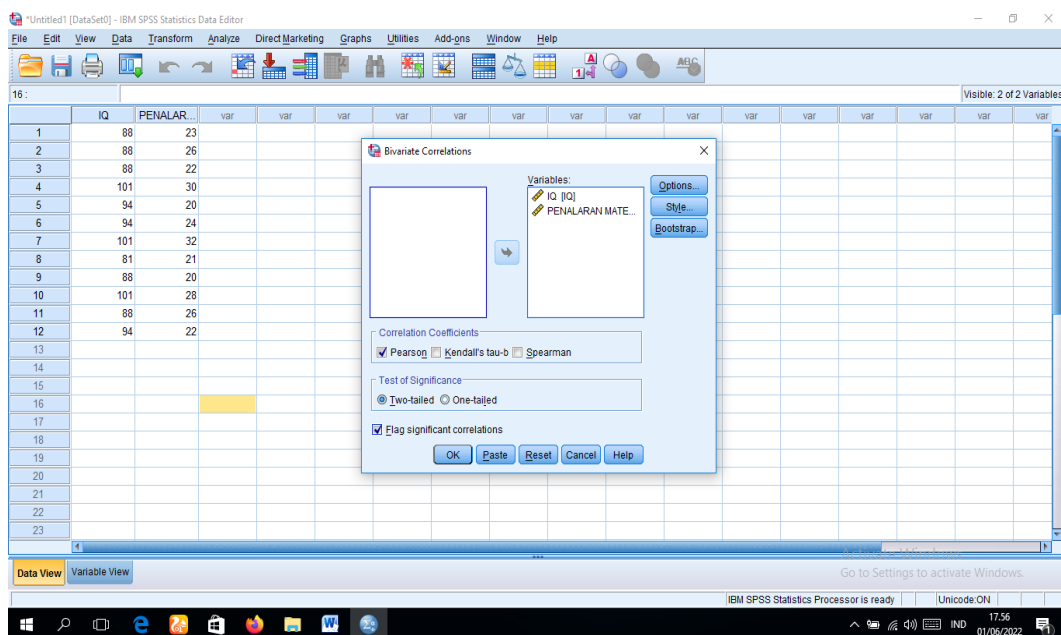 *Untitled1 [DataSet0] - IBM SPSS Statistics Data Editor
File Edit View Data Transform Analyze Direct Marketing Graphs Utilities Add-ons Window Help
16 :
Visible: 2 of 2 Variables
IQ PENALAR... var var var var var var var var var var var var var var var
1 88 23
2 88 26
3 88 22
4 101 30
5 94 20
6 94 24
7 101 32
8 81 21
9 88 20
10 101 28
11 88 26
12 94 22
13
14
15
16
17
18
19
20
21
22
23
Bivariate Correlations
Variables:
IQ [IQ]
PENALARAN MATE...
Options...
Style...
Bootstrap...
Correlation Coefficients
Pearson Kendall's tau-b Spearman
Test of Significance
Two-tailed One-tailed
Flag significant correlations
OK Paste Reset Cancel Help
Data View Variable View
Activate Windows
Go to Settings to activate Windows.
IBM SPSS Statistics Processor is ready Unicode:ON
IND
17.56
01/06/2022